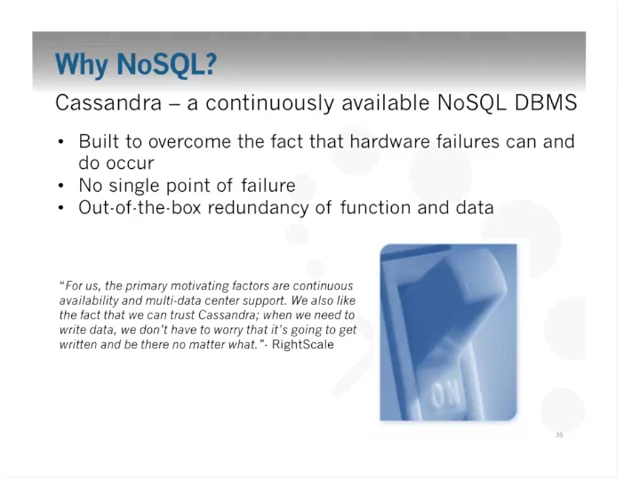 Why NoSQL?
Cassandra – a continuously available NoSQL DBMS
• Built to overcome the fact that hardware failures can and
do occur
• No single point of failure
• Out-of-the-box redundancy of function and data
“For us, the primary motivating factors are continuous
availability and multi-data center support. We also like
the fact that we can trust Cassandra; when we need to
write data, we don’t have to worry that it’s going to get
written and be there no matter what.”- RightScale
ON
35